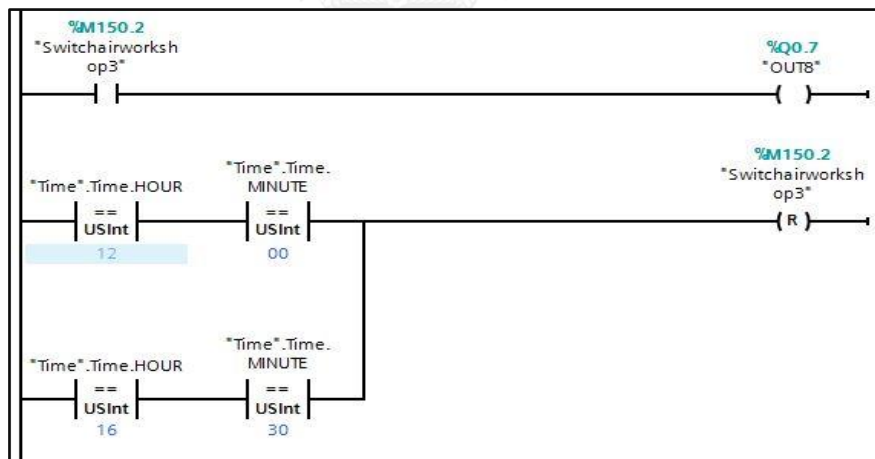 %M150.2
"Switchairworksh
op3"
%Q0.7
"OUT8"
%M150.2
"Switchairworksh
op3"
R
"Time".Time.HOUR
==
USInt
12
"Time".Time.
MINUTE
==
USInt
00
"Time".Time.HOUR
==
USInt
16
"Time".Time.
MINUTE
==
USInt
30